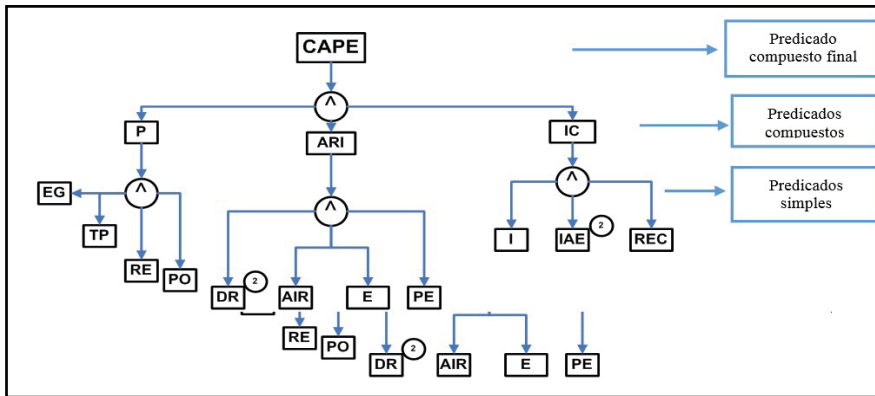 CAPE
Predicado
compuesto final
^
P
ARI
IC
Predicados
compuestos
^
^
^
EG
TP
RE
PO
I
IAE
2
REC
Predicados
simples
DR
2
AIR
E
PE
RE
PO
DR
2
AIR
E
PE